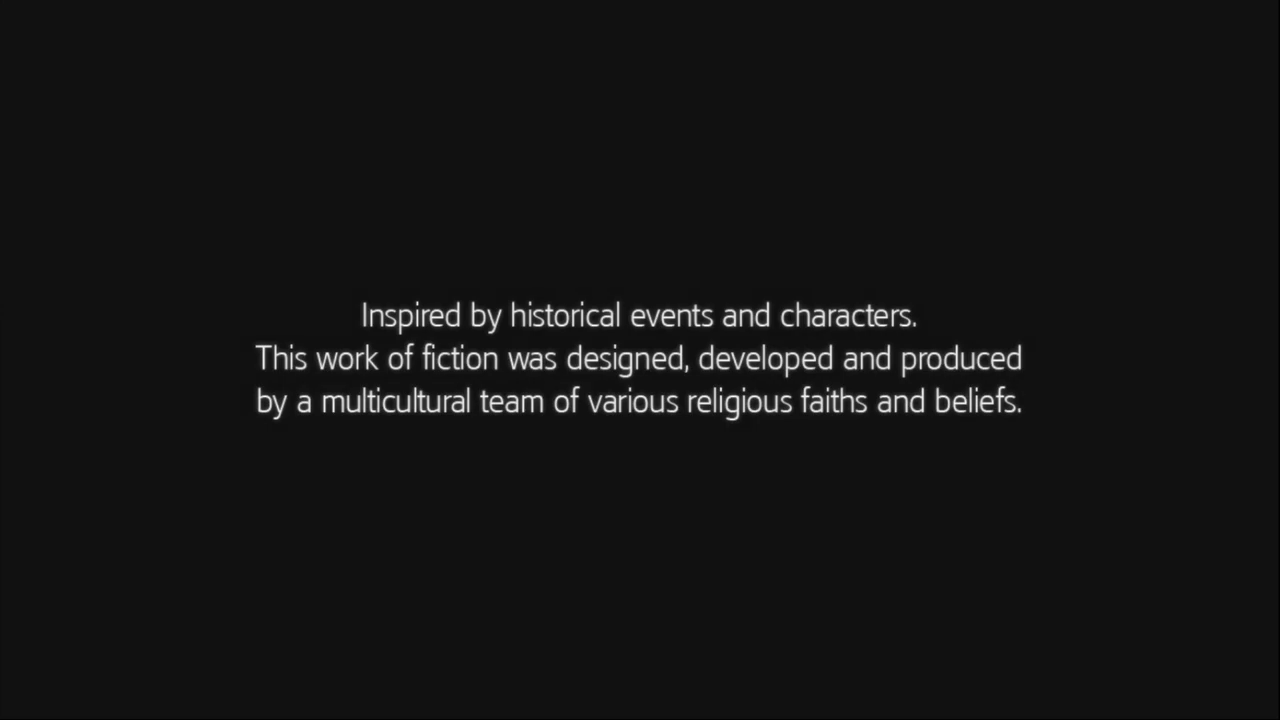 Inspired by historical events and characters.
This work of fiction was designed, developed and produced
by a multicultural team of various religious faiths and beliefs.